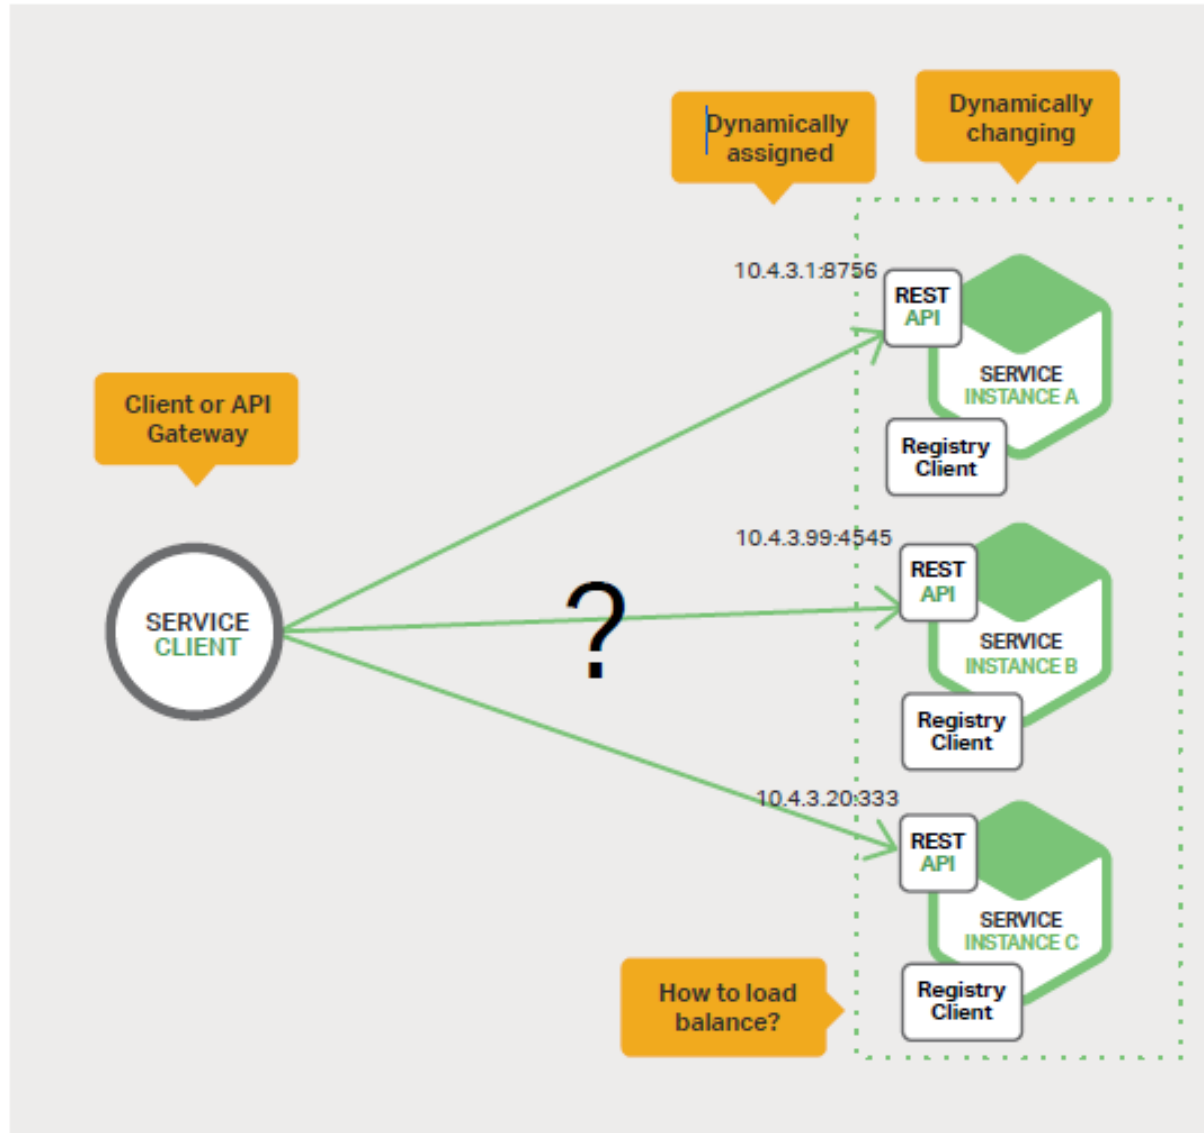 Dynamically
assigned
Dynamically
changing
10.4.3.1:8756
REST
API
SERVICE
INSTANCE A
Registry
Client
Client or API
Gateway
10.4.3.99:4545
REST
API
SERVICE
INSTANCE B
Registry
Client
?
SERVICE
CLIENT
10.4.3.20:333
REST
API
SERVICE
INSTANCE C
Registry
Client
How to load
balance?